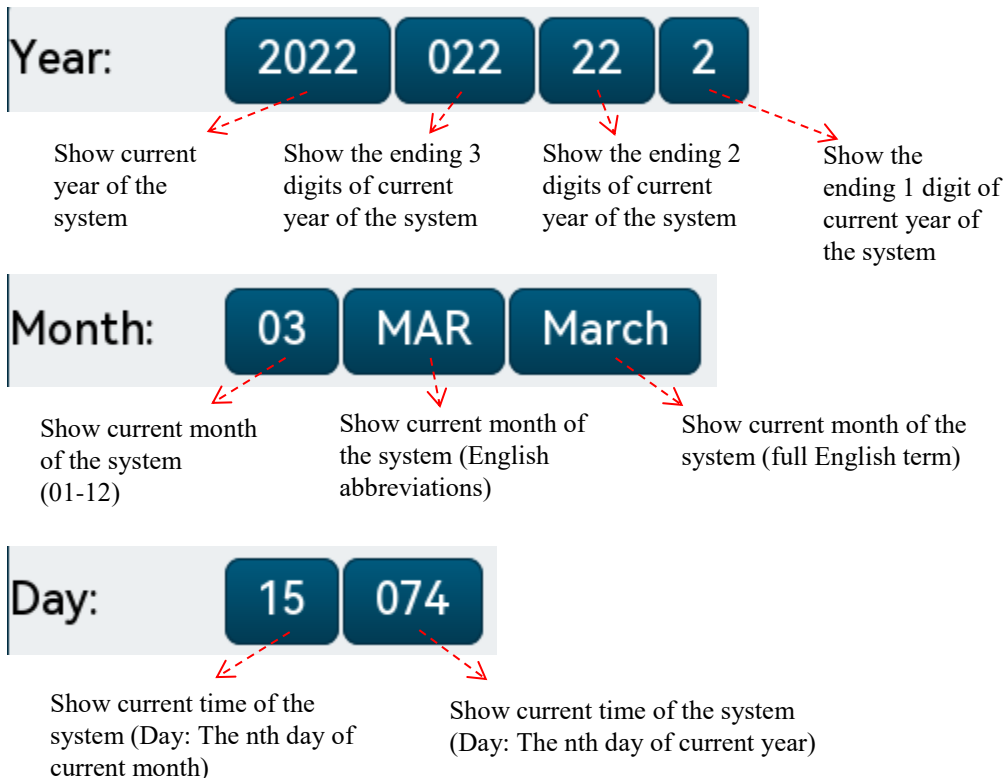 Year: 2022 022 22 2
Show current
year of the
system
Show the ending 3
digits of current
year of the system
Show the ending 2
digits of current
year of the system
Show the
ending 1 digit of
current year of
the system
Month: 03 MAR March
Show current month
of the system
(01-12)
Show current month of
the system (English
abbreviations)
Show current month of the
system (full English term)
Day: 15 074
Show current time of the
system (Day: The nth day of
current month)
Show current time of the system
(Day: The nth day of current year)